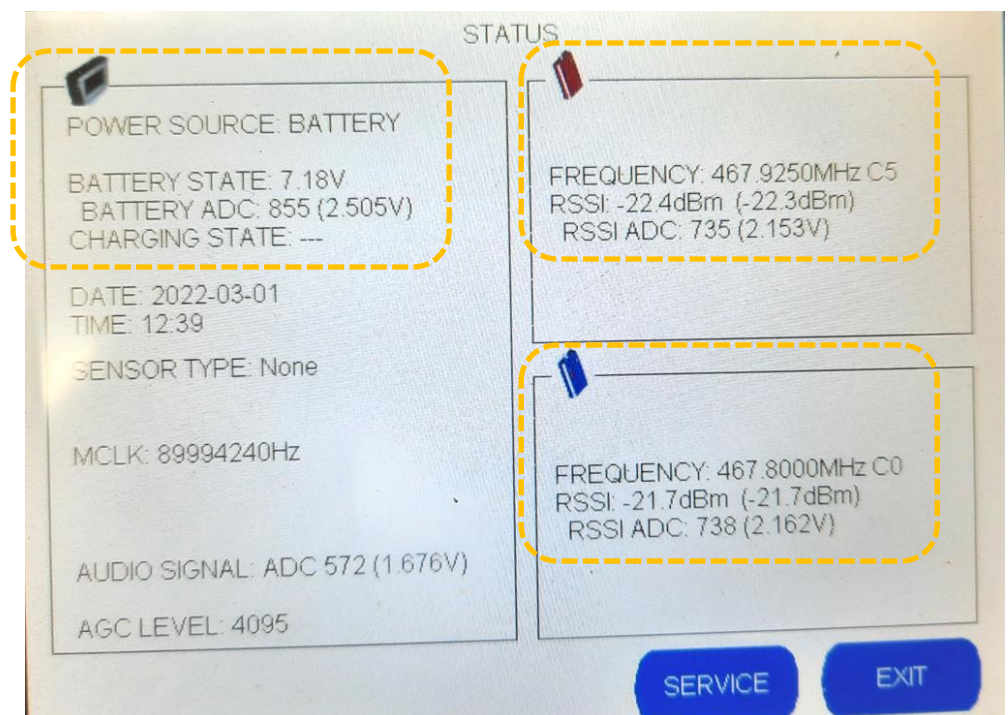 STATUS
POWER SOURCE: BATTERY
BATTERY STATE: 7.18V
BATTERY ADC: 855 (2.505V)
CHARGING STATE: ---
DATE: 2022-03-01
TIME: 12:39
SENSOR TYPE: None
MCLK: 89994240Hz
AUDIO SIGNAL: ADC 572 (1.676V)
AGC LEVEL: 4095
FREQUENCY: 467.9250MHz C5
RSSI: -22.4dBm (-22.3dBm)
RSSI ADC: 735 (2.153V)
FREQUENCY: 467.8000MHz C0
RSSI: -21.7dBm (-21.7dBm)
RSSI ADC: 738 (2.162V)
SERVICE
EXIT